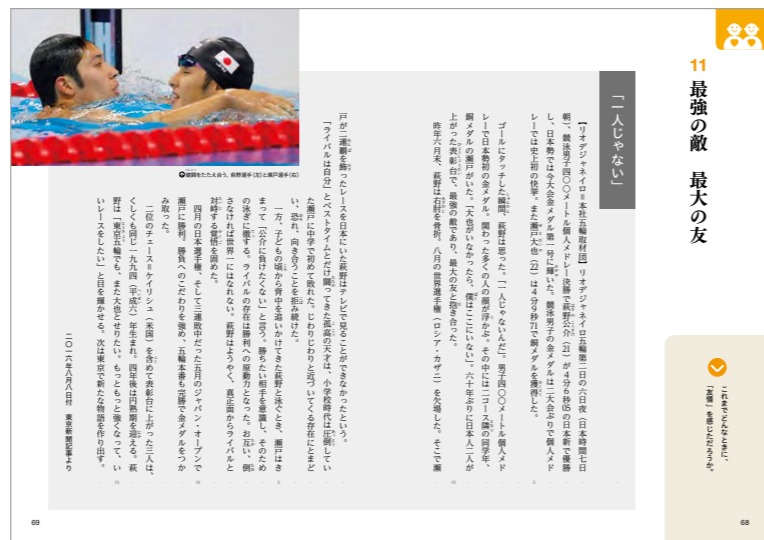 11
最強の敵 最大の友
これまでどんなときに、
「友情」を感じただろうか。
「一人じゃない」
【リオデジャネイロ=本社五輪取材団】リオデジャネイロ五輪第二日の六日夜(日本時間七日
朝)、競泳男子四〇〇メートル個人メドレー決勝で萩野公介(21)が4分6秒05の日本新で優勝
し、日本勢では今大会金メダル第一号に輝いた。競泳男子の金メダルは二大会ぶりで個人メド
レーでは史上初の快挙。また瀬戸大也(22)は4分9秒71で銅メダルを獲得した。
ゴールにタッチした瞬間、萩野は思った。「一人じゃないんだ」。男子四〇〇メートル個人メド
レーで日本勢初の金メダル。関わった多くの人の顔が浮かぶ。その中には二コース隣の同学年、
銅メダルの瀬戸がいた。「大也がいなかったら、僕はここにいない」。六十年ぶりに日本人二人が
上がった表彰台で、最強の敵であり、最大の友と抱き合った。
昨年六月末、萩野は右肘を骨折。八月の世界選手権(ロシア・カザニ)を欠場した。そこで瀬
5
10
68
健闘をたたえ合う、萩野選手(左)と瀬戸選手(右)
戸が二連覇を飾ったレースを日本にいた萩野はテレビで見ることができなかったという。
「ライバルは自分」とベストタイムとだけ闘ってきた孤高の天才は、小学校時代は圧倒してい
た瀬戸に中学で初めて敗れた。じわりじわりと近づいてくる存在にとまど
い、恐れ、向き合うことを拒み続けた。
一方、子どもの頃から背中を追いかけてきた萩野と泳ぐとき、瀬戸はき
まって「公介に負けたくない」と言う。勝ちたい相手を意識し、そのため
の泳ぎに徹する。ライバルの存在は勝利への原動力となった。お互い、倒
さなければ世界一にはなれない。萩野はようやく、真正面からライバルと
対峙する覚悟を固めた。
四月の日本選手権、そして三連敗中だった五月のジャパン・オープンで
瀬戸に勝利。勝負へのこだわりを強め、五輪本番も完勝で金メダルをつか
み取った。
二位のチェース=ケイリシュ(米国)を含めて表彰台に上がった三人は、
くしくも同じ一九九四(平成六)年生まれ。四年後は円熟期を迎える。萩
野は「東京五輪でも、また大也とせりたい。もっともっと強くなって、い
いレースをしたい」と目を輝かせる。次は東京で新たな物語を作り出す。
二〇一六年八月八日付 東京新聞記事より
5
10
15
69